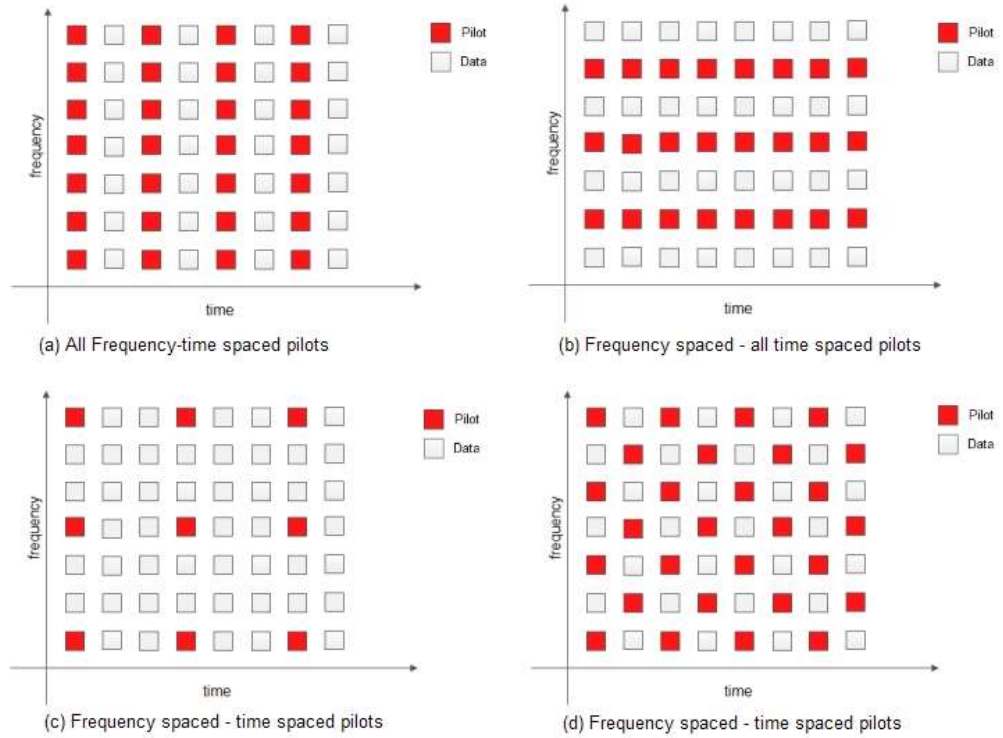 Pilot
Data
frequency
time
(a) All Frequency-time spaced pilots
Pilot
Data
frequency
time
(b) Frequency spaced - all time spaced pilots
Pilot
Data
frequency
time
(c) Frequency spaced - time spaced pilots
Pilot
Data
frequency
time
(d) Frequency spaced - time spaced pilots